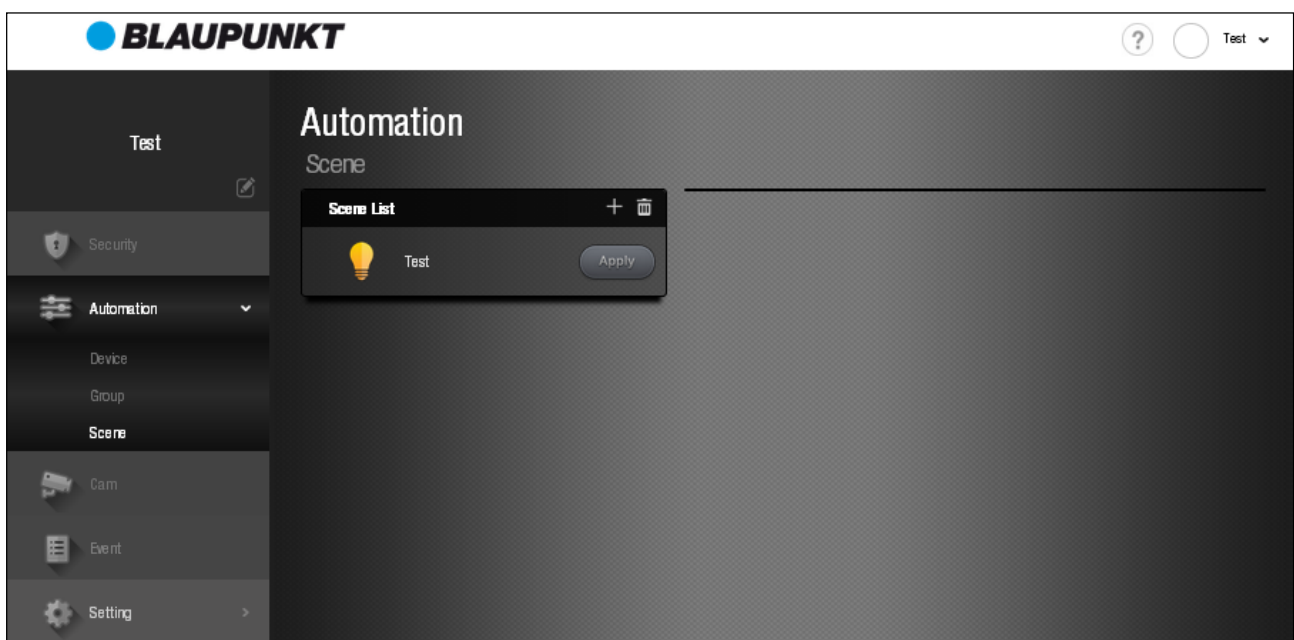 BLAUPUNKT
? Test
Test
Automation
Scene
Scene List
Test Apply
Security
Automation
Device
Group
Scene
Cam
Event
Setting